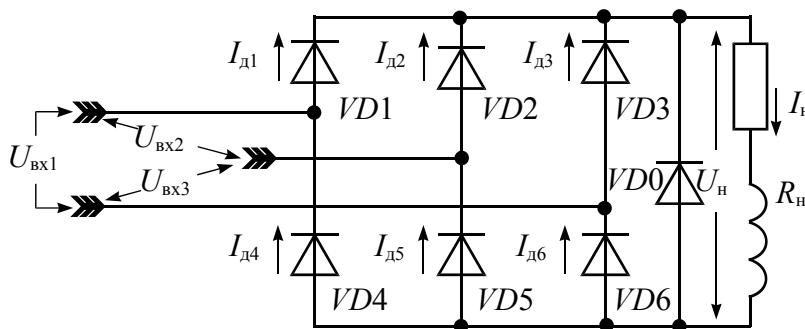 Iд1
Iд2
Iд3
VD1
VD2
VD3
Iн
Uвх1
Uвх2
Uвх3
VD0
Uн
Rн
Iд4
Iд5
Iд6
VD4
VD5
VD6